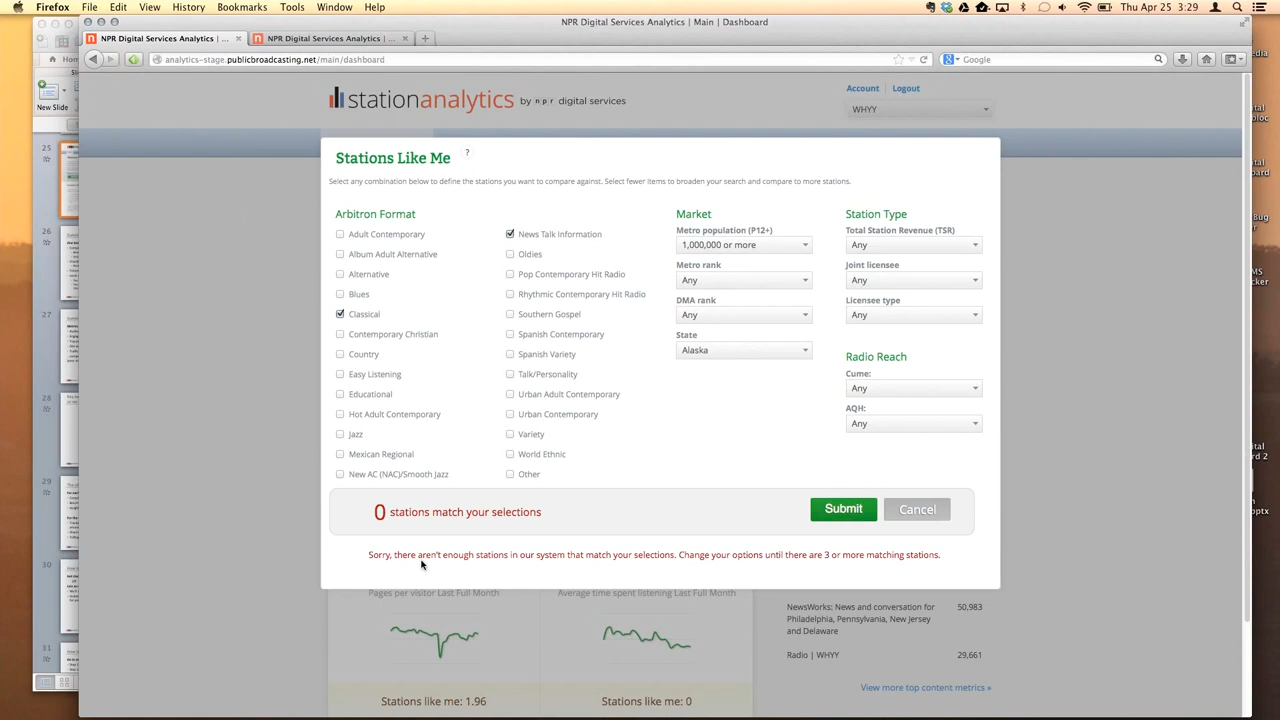 Firefox File Edit View History Bookmarks Tools Window Help Thu Apr 25 3:29
NPR Digital Services Analytics | Main | Dashboard
NPR Digital Services Analytics | ... NPR Digital Services Analytics | ...
analytics-stage.publicbroadcasting.net/main/dashboard Google
stationanalytics by npr digital services
Account Logout
WHYY
New Slide
25
26
27
28
29
30
31
Stations Like Me ?
Select any combination below to define the stations you want to compare against. Select fewer items to broaden your search and compare to more stations.
Arbitron Format
Adult Contemporary
Album Adult Alternative
Alternative
Blues
Classical
Contemporary Christian
Country
Easy Listening
Educational
Hot Adult Contemporary
Jazz
Mexican Regional
New AC (NAC)/Smooth Jazz
News Talk Information
Oldies
Pop Contemporary Hit Radio
Rhythmic Contemporary Hit Radio
Southern Gospel
Spanish Contemporary
Spanish Variety
Talk/Personality
Urban Adult Contemporary
Urban Contemporary
Variety
World Ethnic
Other
Market
Metro population (P12+)
1,000,000 or more
Metro rank
Any
DMA rank
Any
State
Alaska
Station Type
Total Station Revenue (TSR)
Any
Joint licensee
Any
Licensee type
Any
Radio Reach
Cume:
Any
AQH:
Any
0 stations match your selections
Submit Cancel
Sorry, there aren't enough stations in our system that match your selections. Change your options until there are 3 or more matching stations.
Pages per visitor Last Full Month
Average time spent listening Last Full Month
Stations like me: 1.96
Stations like me: 0
NewsWorks: News and conversation for 50,983
Philadelphia, Pennsylvania, New Jersey
and Delaware
Radio | WHYY 29,661
View more top content metrics »